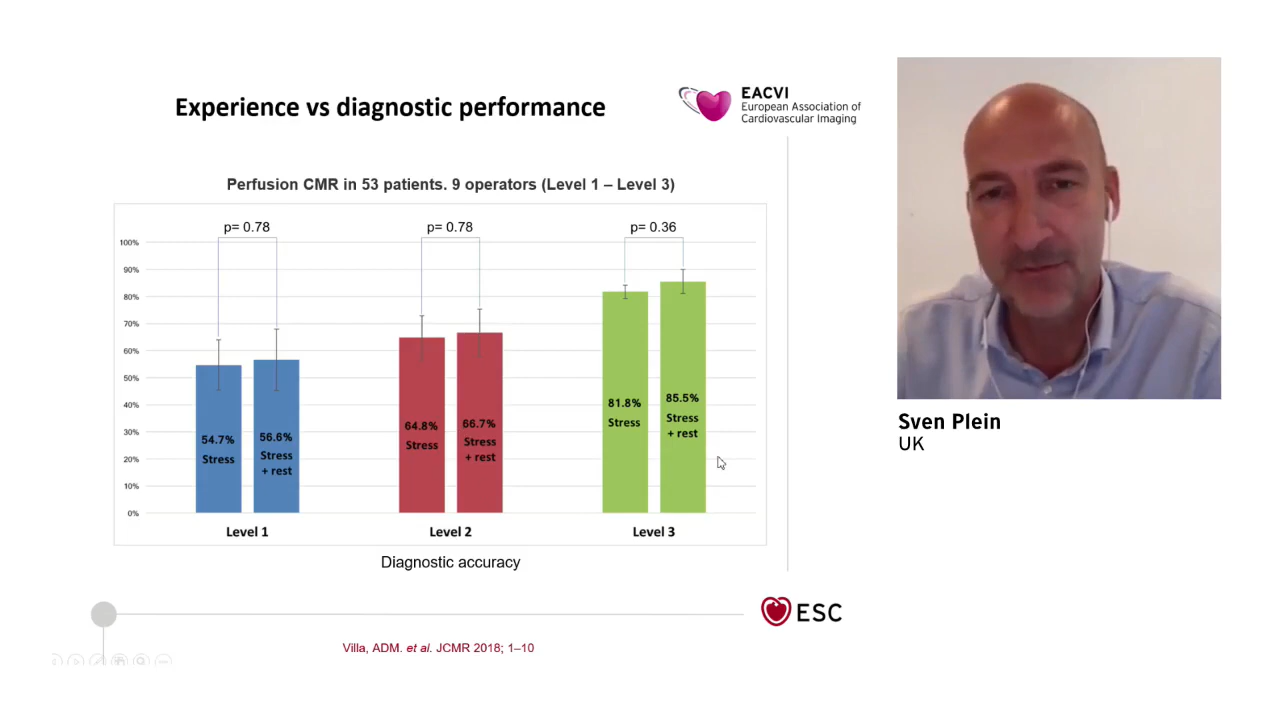 Experience vs diagnostic performance
EACVI
European Association of
Cardiovascular Imaging
Perfusion CMR in 53 patients. 9 operators (Level 1 – Level 3)
p= 0.78
p= 0.78
p= 0.36
100%
90%
80%
70%
60%
50%
40%
30%
20%
10%
0%
54.7%
Stress
56.6%
Stress
+ rest
64.8%
Stress
66.7%
Stress
+ rest
81.8%
Stress
85.5%
Stress
+ rest
Level 1
Level 2
Level 3
Diagnostic accuracy
ESC
Villa, ADM. et al. JCMR 2018; 1–10
Sven Plein
UK